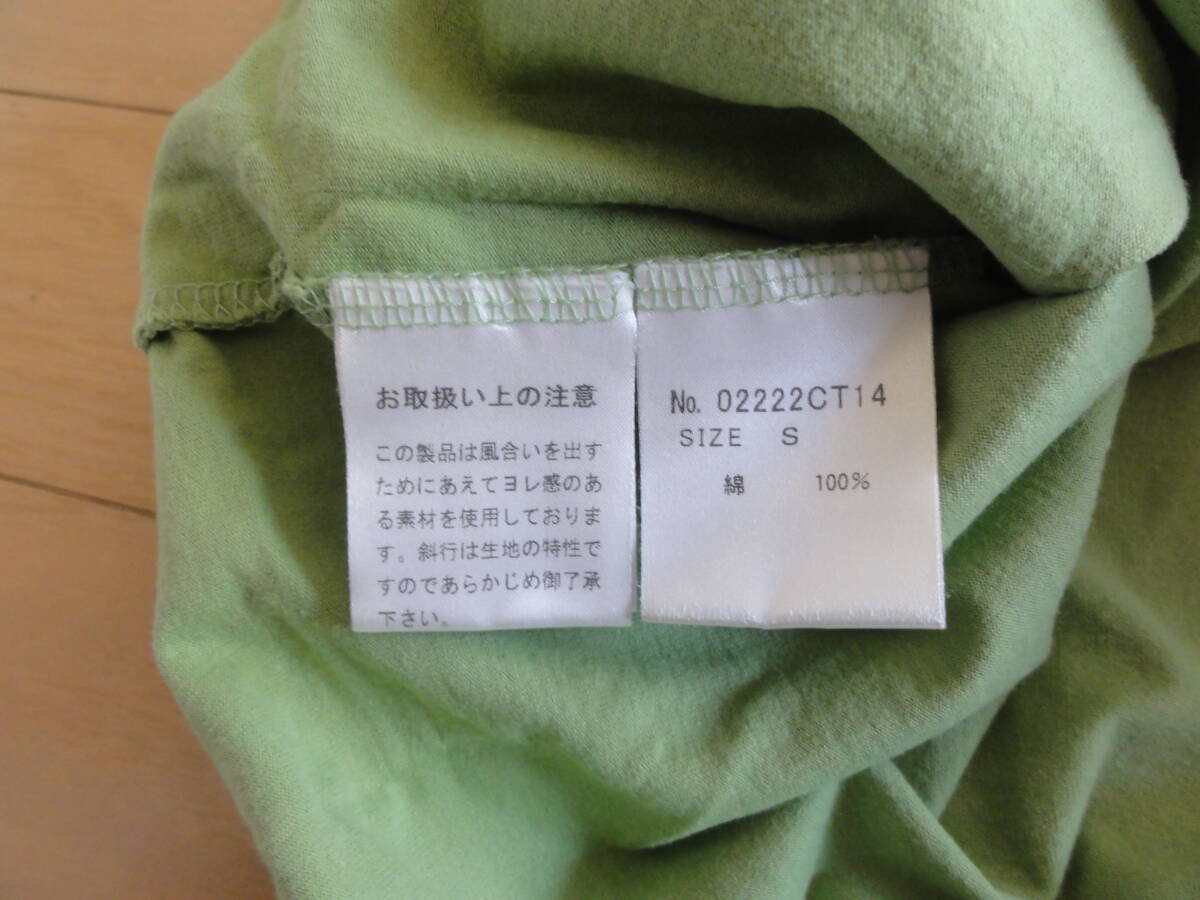 お取扱い上の注意
この製品は風合いを出す
ためにあえてヨレ感のあ
る素材を使用しておりま
す。斜行は生地の特性で
すのであらかじめ御了承
下さい。
No. 02222CT14
SIZE S
綿 100%